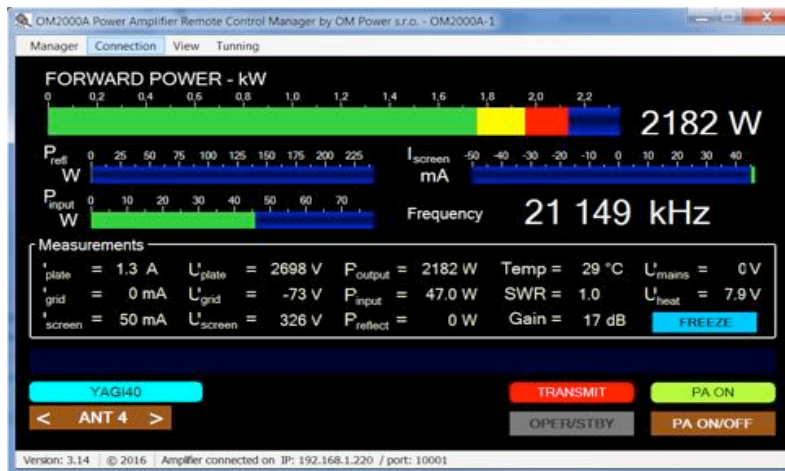 OM2000A Power Amplifier Remote Control Manager by OM Power s.r.o. - OM2000A-1
Manager Connection View Tunning
FORWARD POWER - kW
0 0,2 0,4 0,6 0,8 1,0 1,2 1,4 1,6 1,8 2,0 2,2
2182 W
Prefl W 0 25 50 75 100 125 150 175 200 225
Iscreen mA -50 -40 -30 -20 -10 0 10 20 30 40
Pinput W 0 10 20 30 40 50 60 70
Frequency 21 149 kHz
Measurements
Iplate = 1.3 A Uplate = 2698 V Poutput = 2182 W Temp = 29 °C Umains = 0 V
Igrid = 0 mA Ugrid = -73 V Pinput = 47.0 W SWR = 1.0 Uheat = 7.9 V
Iscreen = 50 mA Uscreen = 326 V Preflect = 0 W Gain = 17 dB FREEZE
YAGI40 TRANSMIT PA ON
< ANT 4 > OPER/STBY PA ON/OFF
Version: 3.14 © 2016 Amplifier connected on IP: 192.168.1.220 / port: 10001